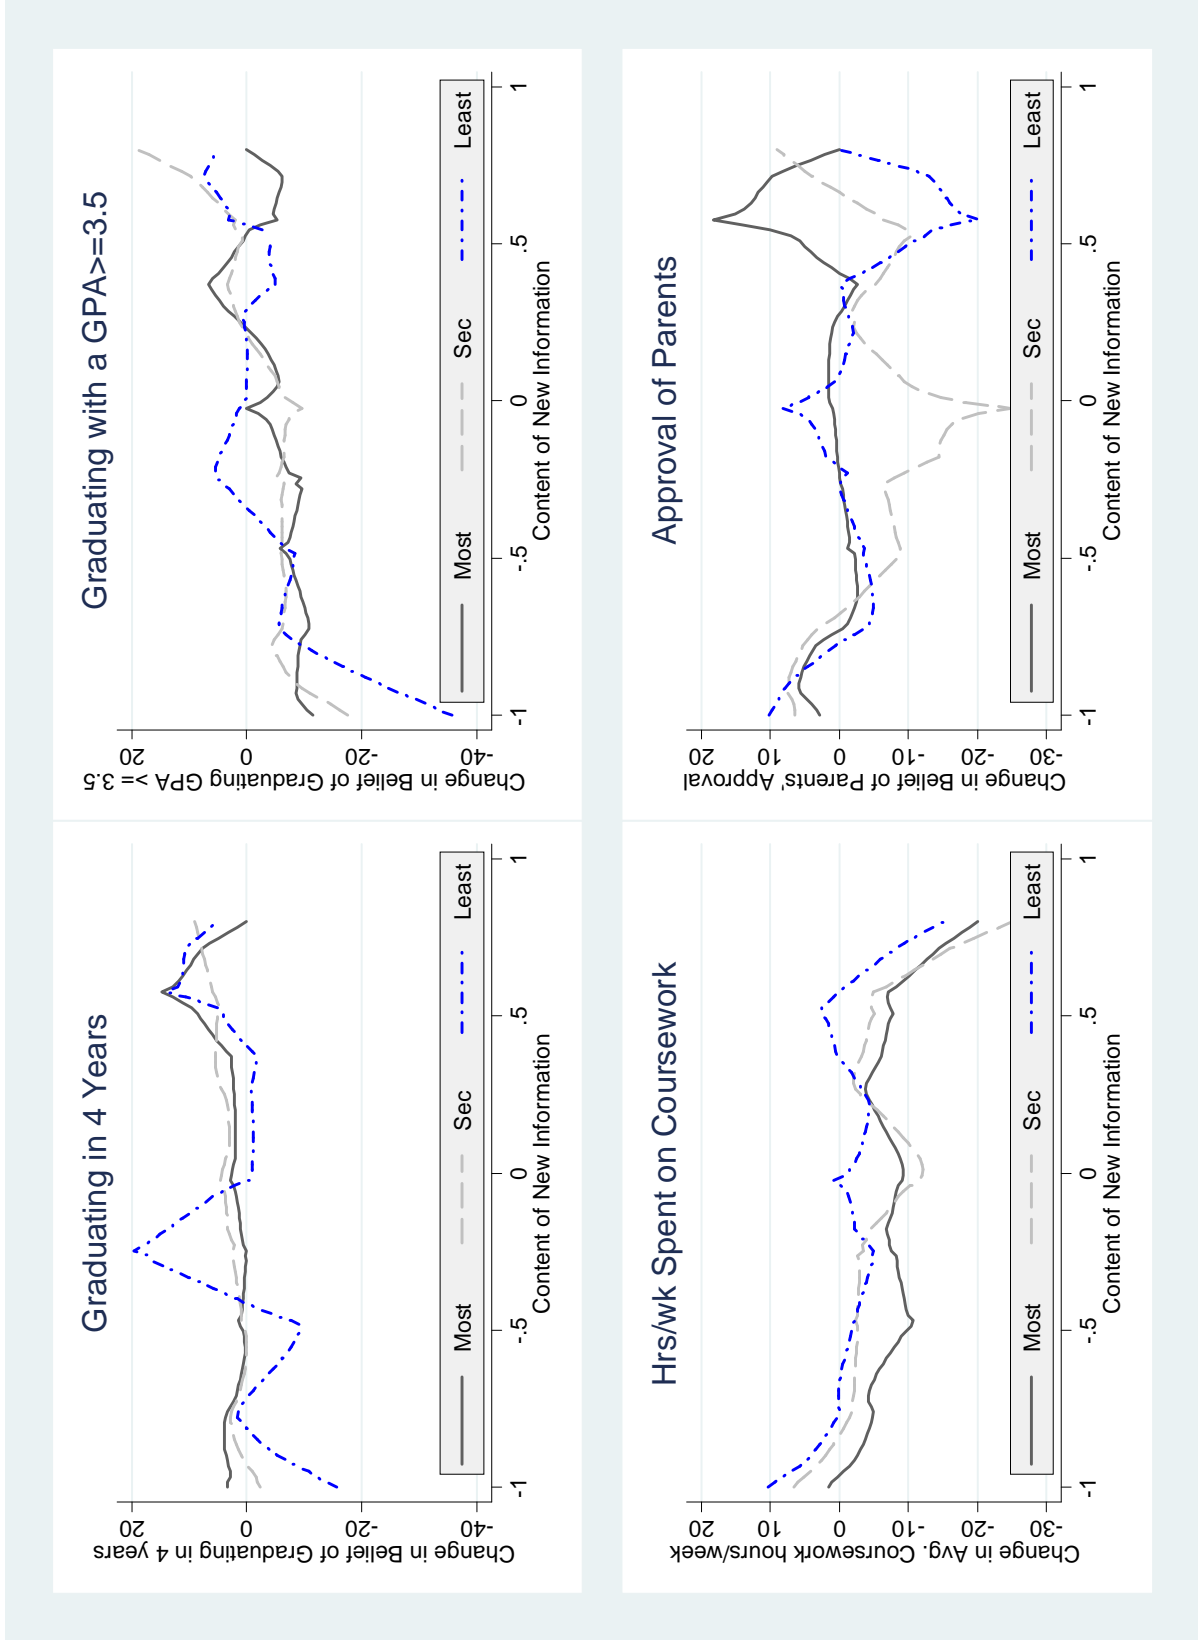 Graduating in 4 Years
Change in Belief of Graduating in 4 years
20
0
-20
-40
-1
-.5
0
.5
1
Content of New Information
Most
Sec
Least
Graduating with a GPA>=3.5
Change in Belief of Graduating GPA >= 3.5
20
0
-20
-40
-1
-.5
0
.5
1
Content of New Information
Most
Sec
Least
Hrs/wk Spent on Coursework
Change in Avg. Coursework hours/week
20
10
0
-10
-20
-30
-1
-.5
0
.5
1
Content of New Information
Most
Sec
Least
Approval of Parents
Change in Belief of Parents' Approval
20
10
0
-10
-20
-30
-1
-.5
0
.5
1
Content of New Information
Most
Sec
Least